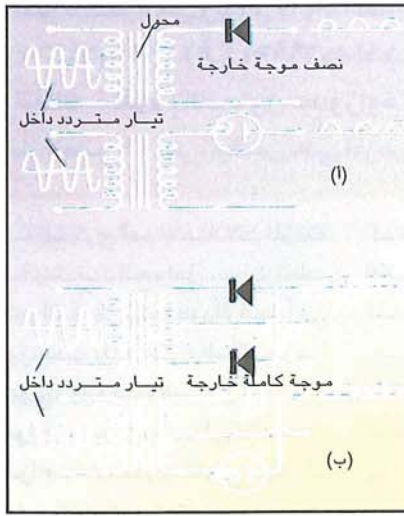 محول
نصف موجة خارجة
تيار متردد داخل
(أ)
تيار متردد داخل
موجة كاملة خارجة
(ب)